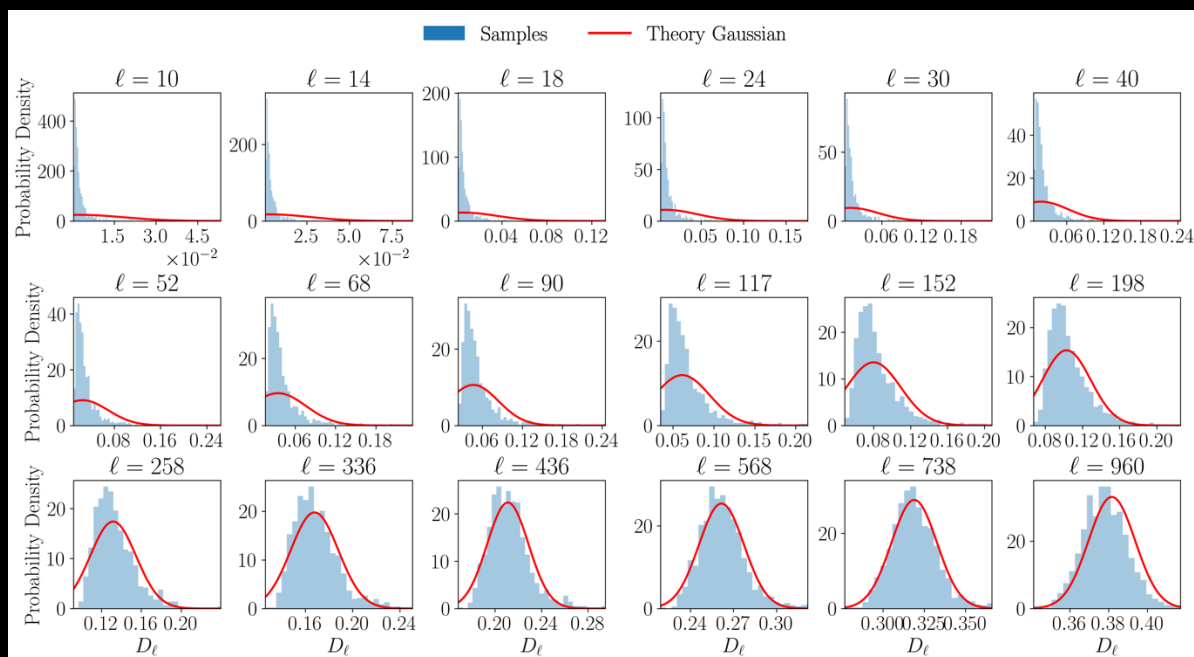 Samples Theory Gaussian
ℓ = 10 ℓ = 14 ℓ = 18 ℓ = 24 ℓ = 30 ℓ = 40
Probability Density
400 200 0
200 0
200 150 100 50 0
100 50 0
50 0
40 20 0
1.5 3.0 4.5
×10⁻²
2.5 5.0 7.5
×10⁻²
0.04 0.08 0.12
0.05 0.10 0.15
0.06 0.12 0.18
0.06 0.12 0.18 0.24
ℓ = 52 ℓ = 68 ℓ = 90 ℓ = 117 ℓ = 152 ℓ = 198
Probability Density
40 20 0
20 0
20 0
20 0
20 10 0
20 10 0
0.08 0.16 0.24
0.06 0.12 0.18
0.06 0.12 0.18 0.24
0.05 0.10 0.15 0.20
0.08 0.12 0.16 0.20
0.08 0.12 0.16 0.20
ℓ = 258 ℓ = 336 ℓ = 436 ℓ = 568 ℓ = 738 ℓ = 960
Probability Density
20 10 0
20 10 0
20 10 0
20 0
20 0
20 0
0.12 0.16 0.20
0.16 0.20 0.24
0.20 0.24 0.28
0.24 0.27 0.30
0.300 0.325 0.350
0.36 0.38 0.40
D_ℓ D_ℓ D_ℓ D_ℓ D_ℓ D_ℓ